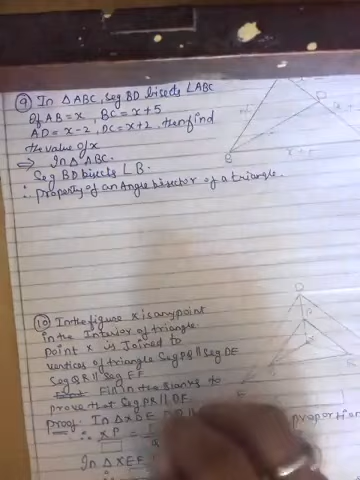 ⑨ In △ABC, seg BD bisects ∠ABC
If AB = x, BC = x+5
AD = x-2, DC = x+2, then find
the value of x
⇒ In △ABC.
Seg BD bisects ∠B.
∴ property of an Angle bisector of a triangle.
B
x+5
⑩ In the figure x is any point
in the Interior of triangle
point x is Joined to
vertices of triangle seg PQ ∥ seg DE
seg QR ∥ seg EF
Fill in the blanks to
prove that seg PR ∥ DF
D
P
X
Proof: In △XDE
∴ XP
In △XEF